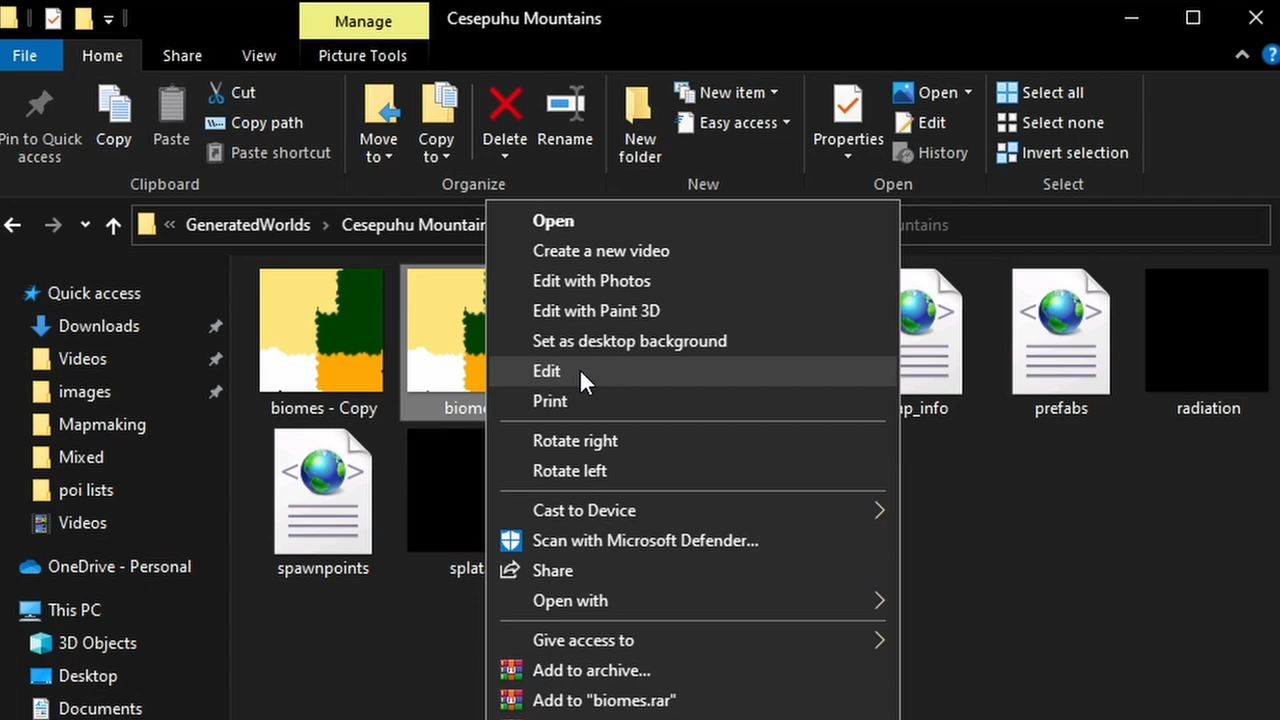 Manage
Cesepuhu Mountains
File
Home
Share
View
Picture Tools
?
Pin to Quick
access
Copy
Paste
Cut
Copy path
Paste shortcut
Clipboard
Move
to
Copy
to
Delete
Rename
Organize
New
folder
New item
Easy access
New
Properties
Open
Edit
History
Open
Select all
Select none
Invert selection
Select
« GeneratedWorlds > Cesepuhu Mountain
ntains
Quick access
Downloads
Videos
images
Mapmaking
Mixed
poi lists
Videos
OneDrive - Personal
This PC
3D Objects
Desktop
Documents
biomes - Copy
biome
p_info
prefabs
radiation
spawnpoints
splat
Open
Create a new video
Edit with Photos
Edit with Paint 3D
Set as desktop background
Edit
Print
Rotate right
Rotate left
Cast to Device
Scan with Microsoft Defender...
Share
Open with
Give access to
Add to archive...
Add to "biomes.rar"